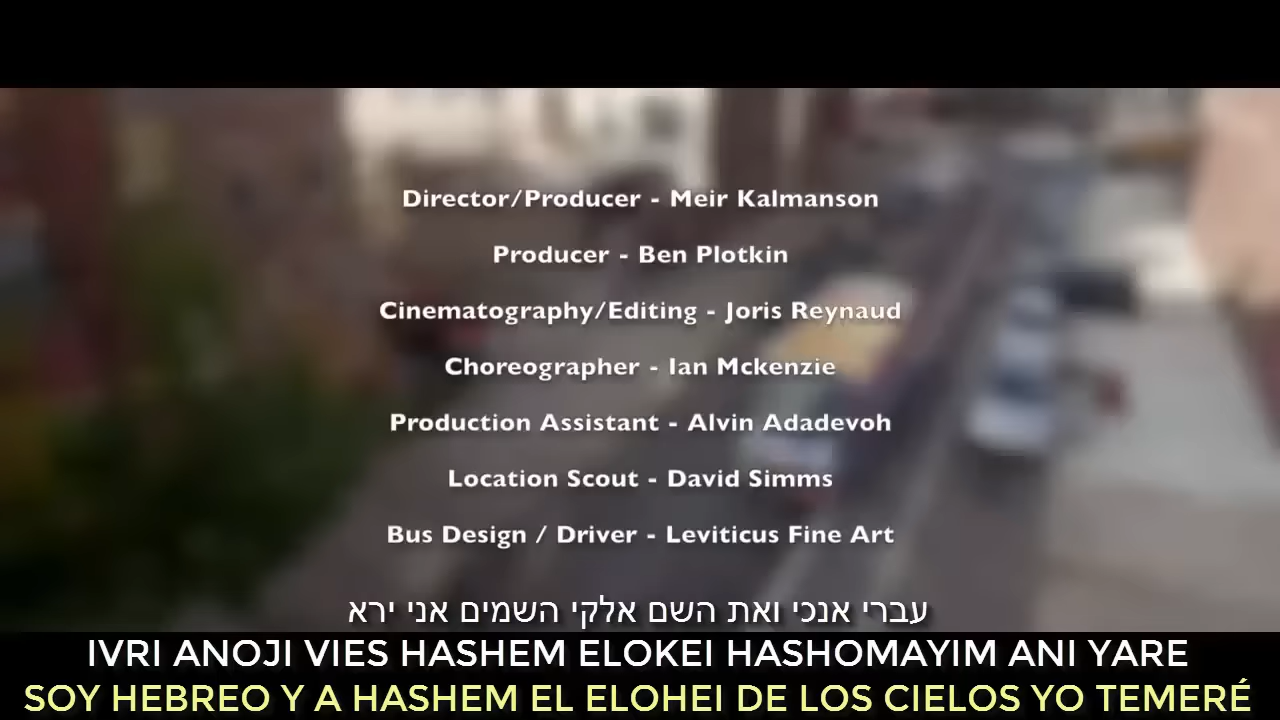 Director/Producer - Meir Kalmanson
Producer - Ben Plotkin
Cinematography/Editing - Joris Reynaud
Choreographer - Ian Mckenzie
Production Assistant - Alvin Adadevoh
Location Scout - David Simms
Bus Design / Driver - Leviticus Fine Art
עברי אנכי ואת השם אלקי השמים אני ירא
IVRI ANOJI VIES HASHEM ELOKEI HASHOMAYIM ANI YARE
SOY HEBREO Y A HASHEM EL ELOHEI DE LOS CIELOS YO TEMERÉ